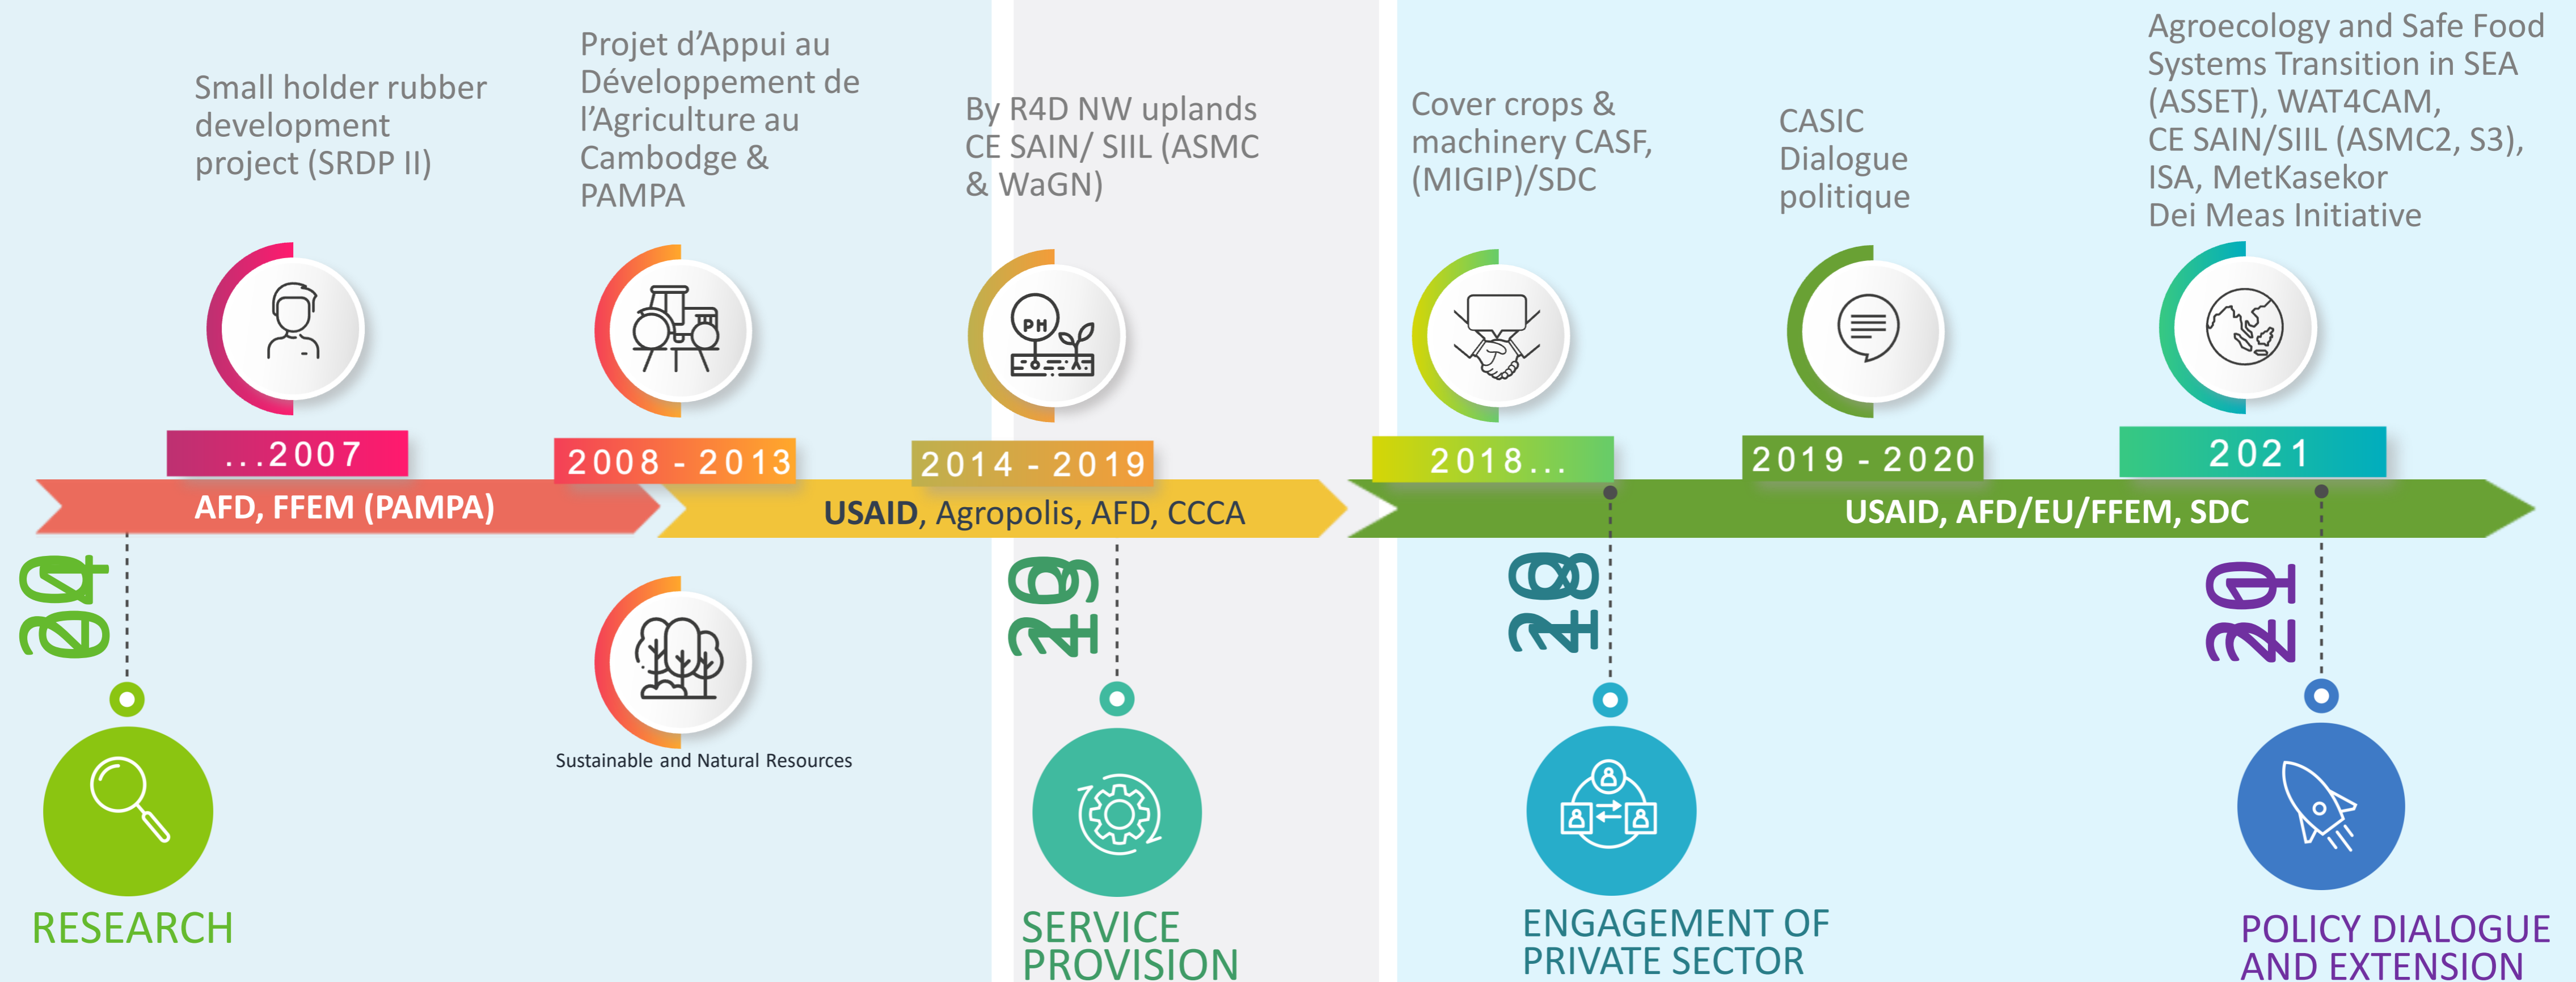 Small holder rubber
development
project (SRDP II)
Projet d’Appui au
Développement de
l’Agriculture au
Cambodge &
PAMPA
By R4D NW uplands
CE SAIN/ SIIL (ASMC
& WaGN)
Cover crops &
machinery CASF,
(MIGIP)/SDC
CASIC
Dialogue
politique
Agroecology and Safe Food
Systems Transition in SEA
(ASSET), WAT4CAM,
CE SAIN/SIIL (ASMC2, S3),
ISA, MetKasekor
Dei Meas Initiative
PH
...2007
2008 - 2013
2014 - 2019
2018...
2019 - 2020
2021
AFD, FFEM (PAMPA)
USAID, Agropolis, AFD, CCCA
USAID, AFD/EU/FFEM, SDC
Sustainable and Natural Resources
RESEARCH
SERVICE
PROVISION
ENGAGEMENT OF
PRIVATE SECTOR
POLICY DIALOGUE
AND EXTENSION